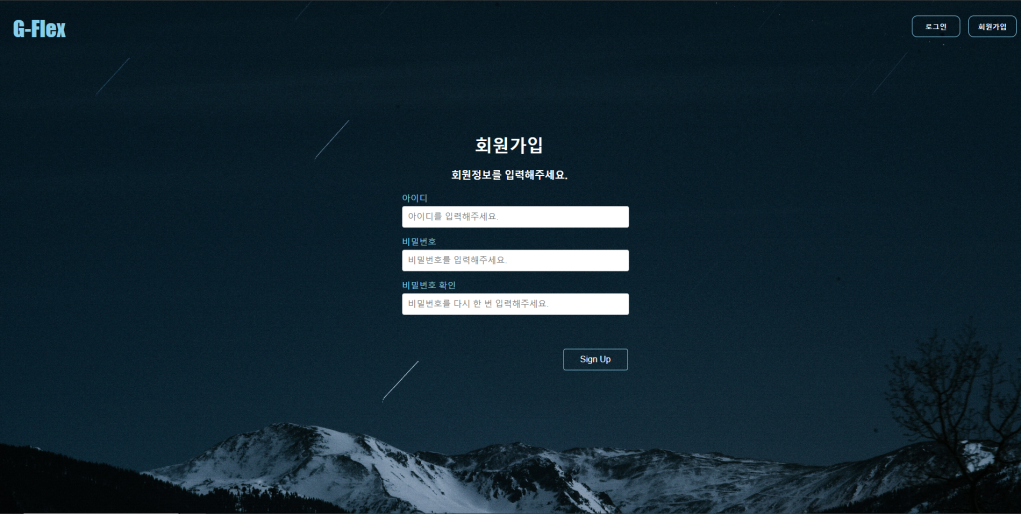 G-Flex
로그인
회원가입
회원가입
회원정보를 입력해주세요.
아이디
아이디를 입력해주세요.
비밀번호
비밀번호를 입력해주세요.
비밀번호 확인
비밀번호를 다시 한 번 입력해주세요.
Sign Up